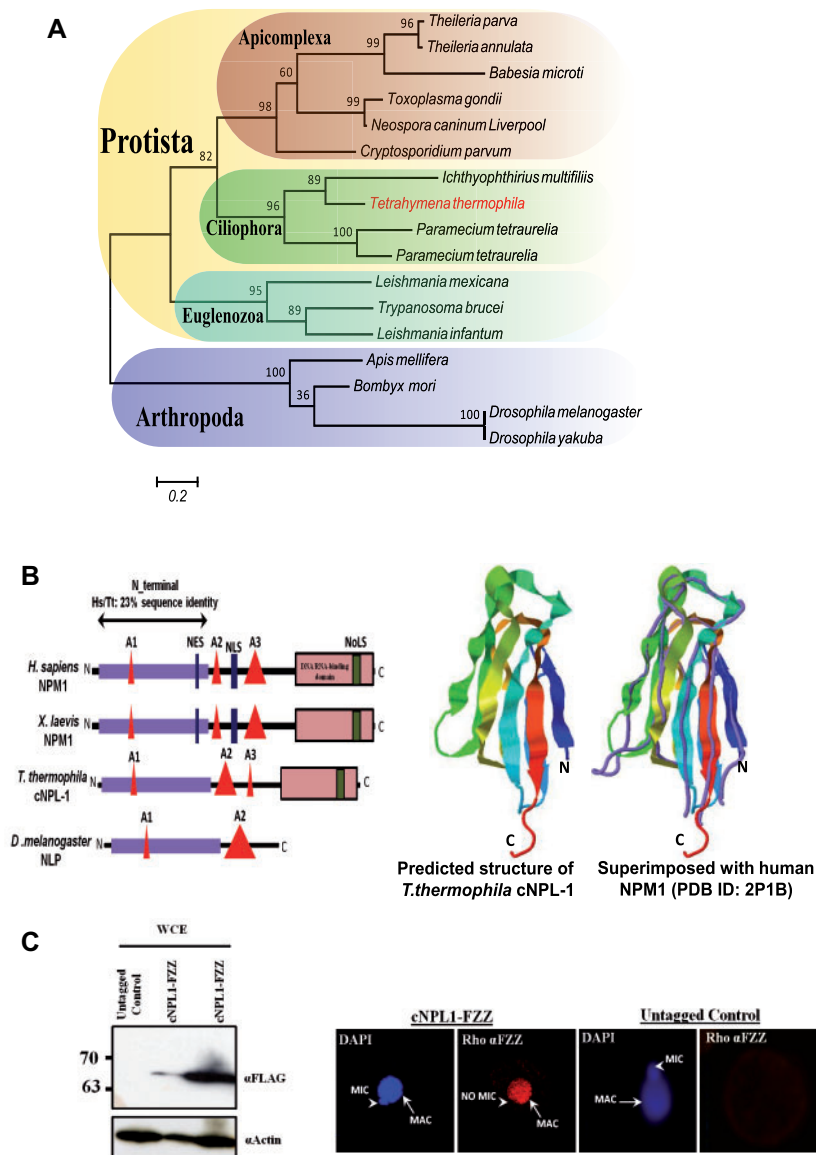 A
Protista
Apicomplexa
96
Theileria parva
99
Theileria annulata
60
Babesia microti
98
99
Toxoplasma gondii
Neospora caninum Liverpool
Cryptosporidium parvum
82
89
Ichthyophthirius multifiliis
96
Tetrahymena thermophila
Ciliophora
100
Paramecium tetraurelia
Paramecium tetraurelia
95
Leishmania mexicana
Euglenozoa
89
Trypanosoma brucei
Leishmania infantum
100
Apis mellifera
36
Bombyx mori
Arthropoda
100
Drosophila melanogaster
Drosophila yakuba
0.2
B
N_terminal
Hs/Tt: 23% sequence identity
A1 NES A2 NLS A3 NoLS
H. sapiens NPM1
N
DNA/RNA-binding domain
C
X. laevis NPM1
N
C
A1 A2 A3
T. thermophila cNPL-1
N
C
A1 A2
D .melanogaster NLP
N
C
N
C
Predicted structure of
T.thermophila cNPL-1
N
C
Superimposed with human
NPM1 (PDB ID: 2P1B)
C
WCE
Untagged Control
cNPL1-FZZ
cNPL1-FZZ
70
63
αFLAG
αActin
cNPL1-FZZ
Untagged Control
DAPI
MIC
MAC
Rho αFZZ
NO MIC
MAC
DAPI
MIC
MAC
Rho αFZZ